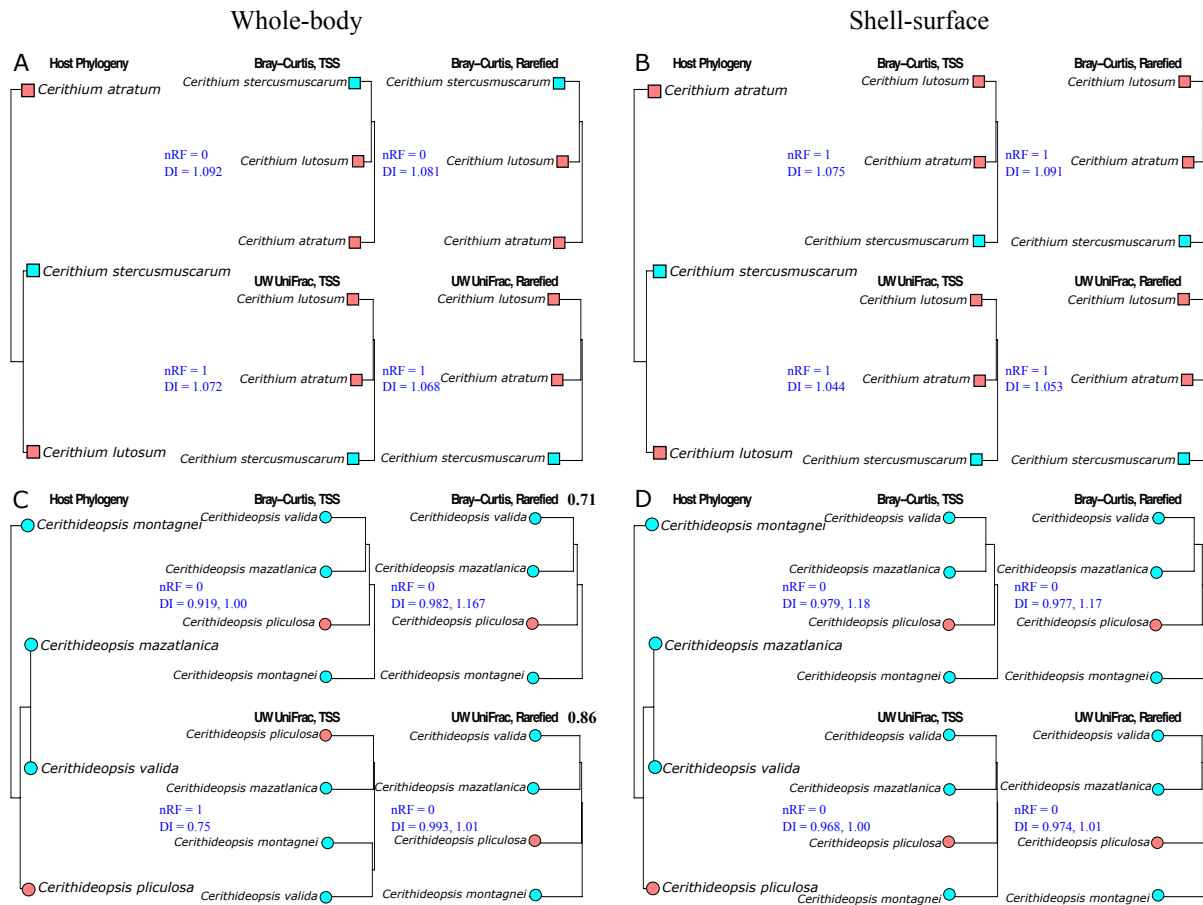 Whole-body
Shell-surface
A
Host Phylogeny
Bray–Curtis, TSS
Bray–Curtis, Rarefied
Cerithium atratum
Cerithium stercusmuscarum
Cerithium stercusmuscarum
nRF = 0
DI = 1.092
Cerithium lutosum
nRF = 0
DI = 1.081
Cerithium lutosum
Cerithium atratum
Cerithium atratum
Cerithium stercusmuscarum
UW UniFrac, TSS
UW UniFrac, Rarefied
Cerithium lutosum
Cerithium lutosum
nRF = 1
DI = 1.072
Cerithium atratum
nRF = 1
DI = 1.068
Cerithium atratum
Cerithium lutosum
Cerithium stercusmuscarum
Cerithium stercusmuscarum
B
Host Phylogeny
Bray–Curtis, TSS
Bray–Curtis, Rarefied
Cerithium atratum
Cerithium lutosum
Cerithium lutosum
nRF = 1
DI = 1.075
Cerithium atratum
nRF = 1
DI = 1.091
Cerithium atratum
Cerithium stercusmuscarum
Cerithium stercusmuscarum
Cerithium stercusmuscarum
UW UniFrac, TSS
UW UniFrac, Rarefied
Cerithium lutosum
Cerithium lutosum
nRF = 1
DI = 1.044
Cerithium atratum
nRF = 1
DI = 1.053
Cerithium atratum
Cerithium lutosum
Cerithium stercusmuscarum
Cerithium stercusmuscarum
C
Host Phylogeny
Bray–Curtis, TSS
Bray–Curtis, Rarefied 0.71
Cerithideopsis montagnei
Cerithideopsis valida
Cerithideopsis valida
Cerithideopsis mazatlanica
Cerithideopsis mazatlanica
nRF = 0
DI = 0.919, 1.00
nRF = 0
DI = 0.982, 1.167
Cerithideopsis pliculosa
Cerithideopsis pliculosa
Cerithideopsis mazatlanica
Cerithideopsis montagnei
Cerithideopsis montagnei
UW UniFrac, TSS
UW UniFrac, Rarefied 0.86
Cerithideopsis pliculosa
Cerithideopsis valida
Cerithideopsis valida
Cerithideopsis mazatlanica
Cerithideopsis mazatlanica
nRF = 1
DI = 0.75
nRF = 0
DI = 0.993, 1.01
Cerithideopsis montagnei
Cerithideopsis pliculosa
Cerithideopsis pliculosa
Cerithideopsis valida
Cerithideopsis montagnei
D
Host Phylogeny
Bray–Curtis, TSS
Bray–Curtis, Rarefied
Cerithideopsis montagnei
Cerithideopsis valida
Cerithideopsis valida
Cerithideopsis mazatlanica
Cerithideopsis mazatlanica
nRF = 0
DI = 0.979, 1.18
nRF = 0
DI = 0.977, 1.17
Cerithideopsis pliculosa
Cerithideopsis pliculosa
Cerithideopsis mazatlanica
Cerithideopsis montagnei
Cerithideopsis montagnei
UW UniFrac, TSS
UW UniFrac, Rarefied
Cerithideopsis valida
Cerithideopsis valida
Cerithideopsis valida
Cerithideopsis mazatlanica
Cerithideopsis mazatlanica
nRF = 0
DI = 0.968, 1.00
nRF = 0
DI = 0.974, 1.01
Cerithideopsis pliculosa
Cerithideopsis pliculosa
Cerithideopsis pliculosa
Cerithideopsis montagnei
Cerithideopsis montagnei